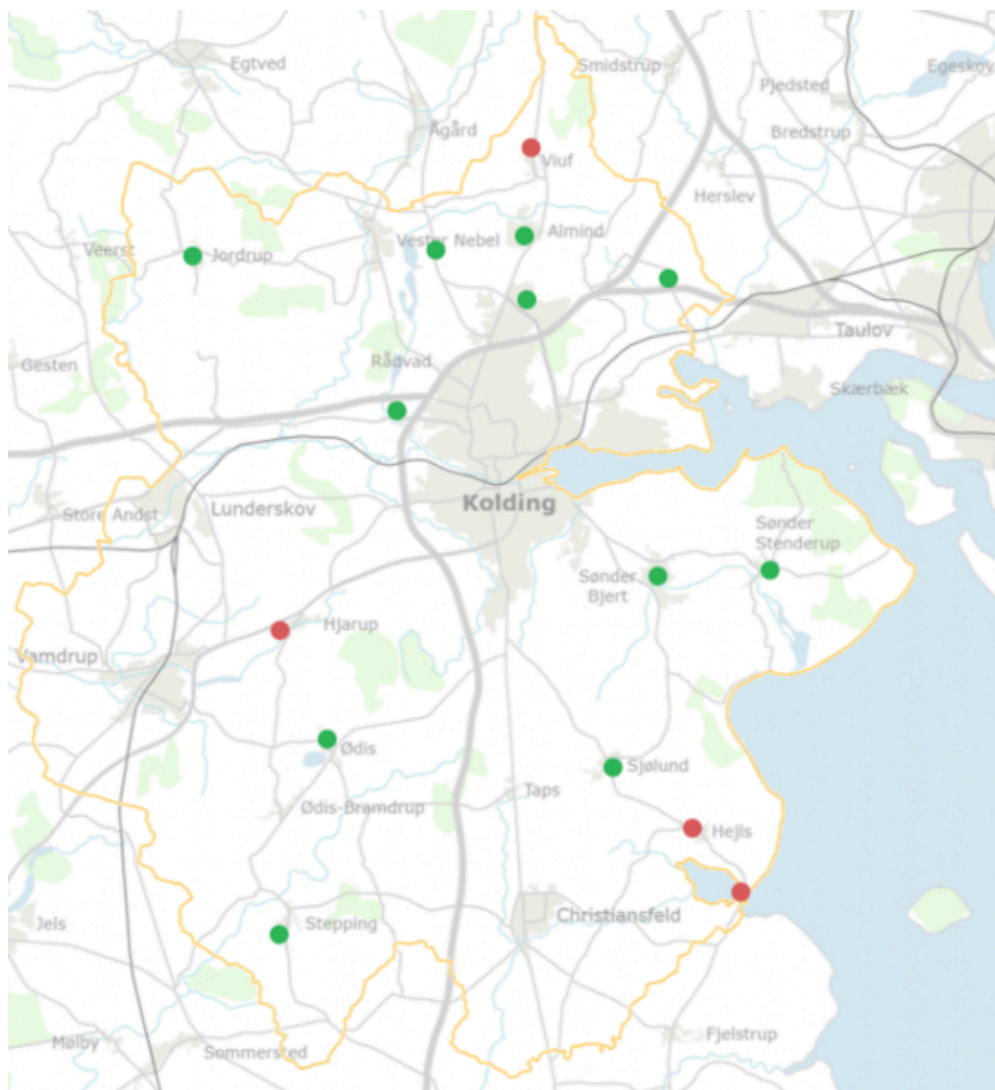 Egtved
Smidstrup
Egeskov
Pjedsted
Ågård
Bredstrup
Viuf
Herslev
Vester Nebel
Almind
Veerst
Jordrup
Taulov
Rådvad
Gesten
Skærbæk
Kolding
Store Andst
Lunderskov
Sønder
Stenderup
Sønder
Bjert
Hjarup
Vamdrup
Ødis
Sjølund
Taps
Ødis-Bramdrup
Hejls
Christiansfeld
Jels
Stepping
Fjelstrup
Mølby
Sommersted